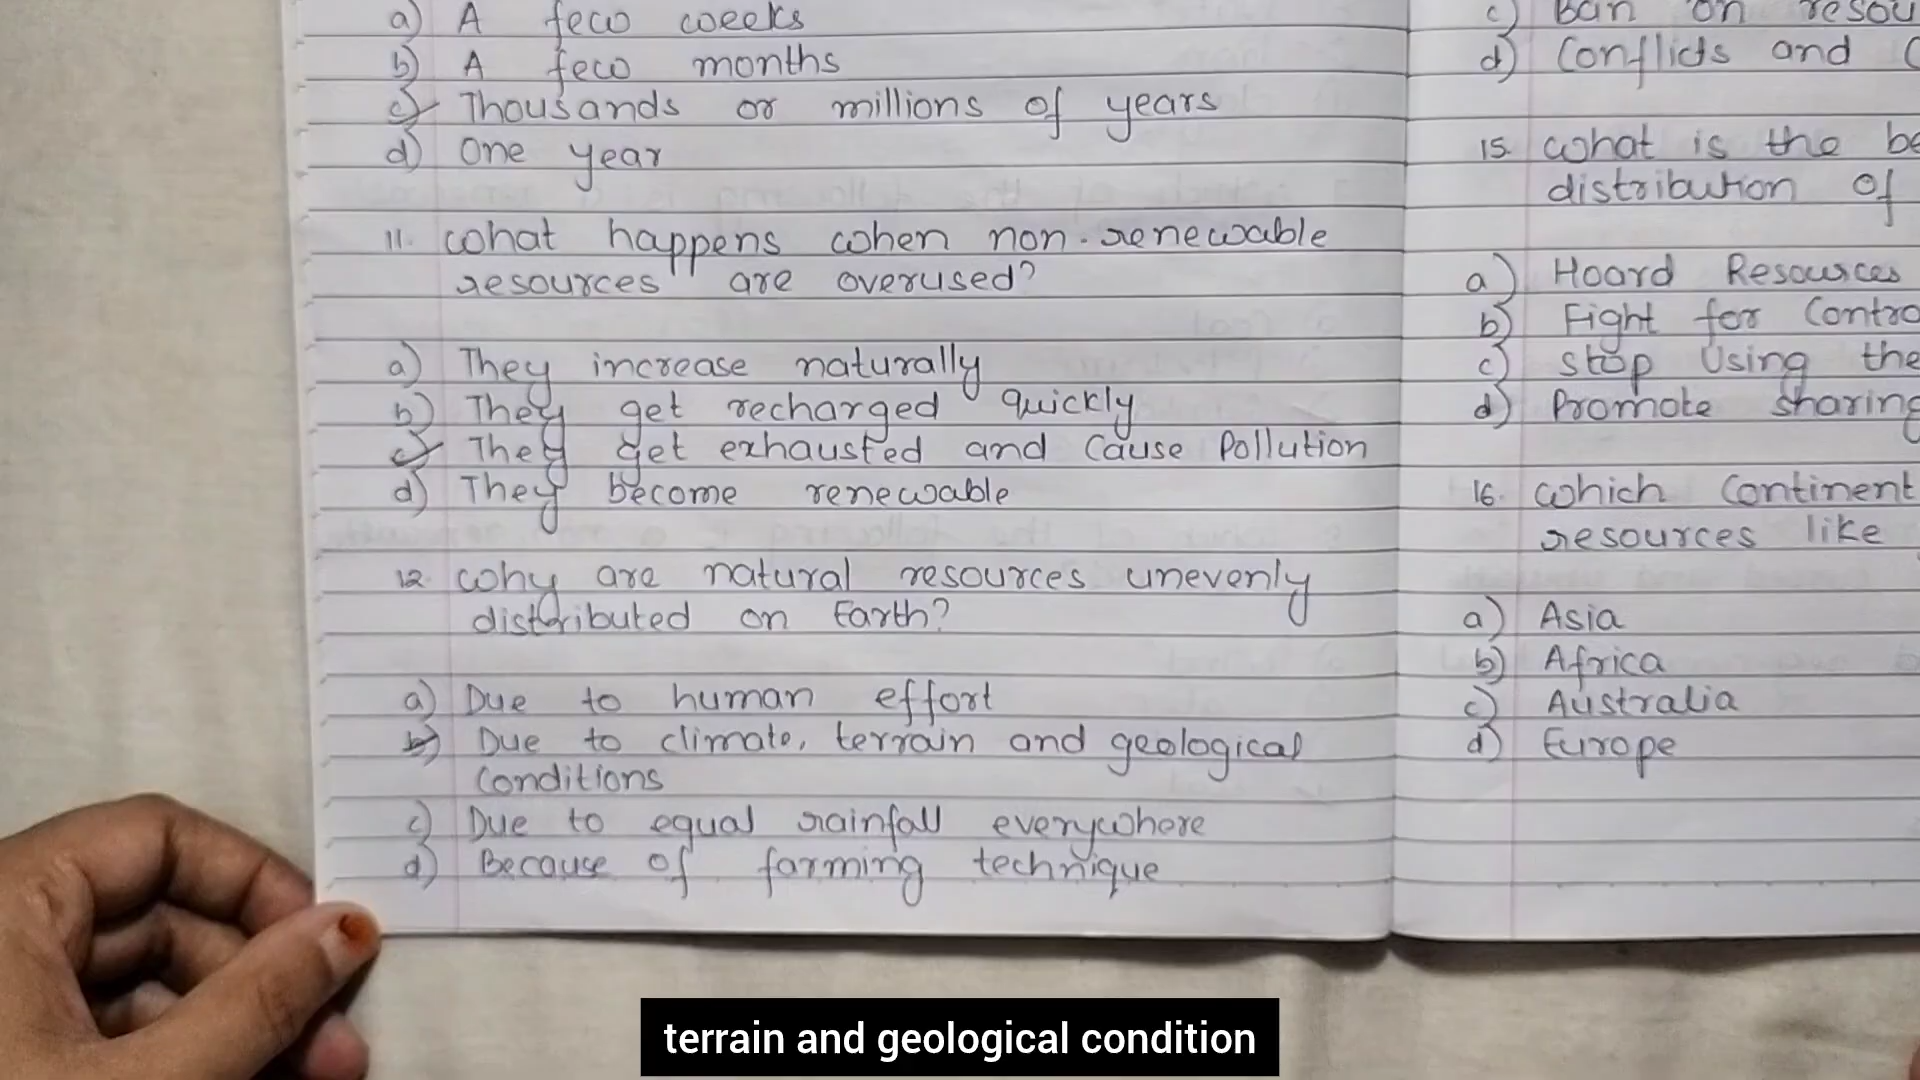 a) A few weeks
b) A few months
c) Thousands or millions of years
d) One year
11. What happens when non-renewable
resources are overused?
a) They increase naturally
b) They get recharged quickly
c) They get exhausted and Cause Pollution
d) They become renewable
12. Why are natural resources unevenly
distributed on Earth?
a) Due to human effort
b) Due to climate, terrain and geological
Conditions
c) Due to equal rainfall everywhere
d) Because of farming technique
c) Ban on
d) Conflicts and
15. What is the
distribution of
a) Hoard Resources
b) Fight for
c) Stop Using
d) Promote
16. Which Continent
resources like
a) Asia
b) Africa
c) Australia
d) Europe
terrain and geological condition